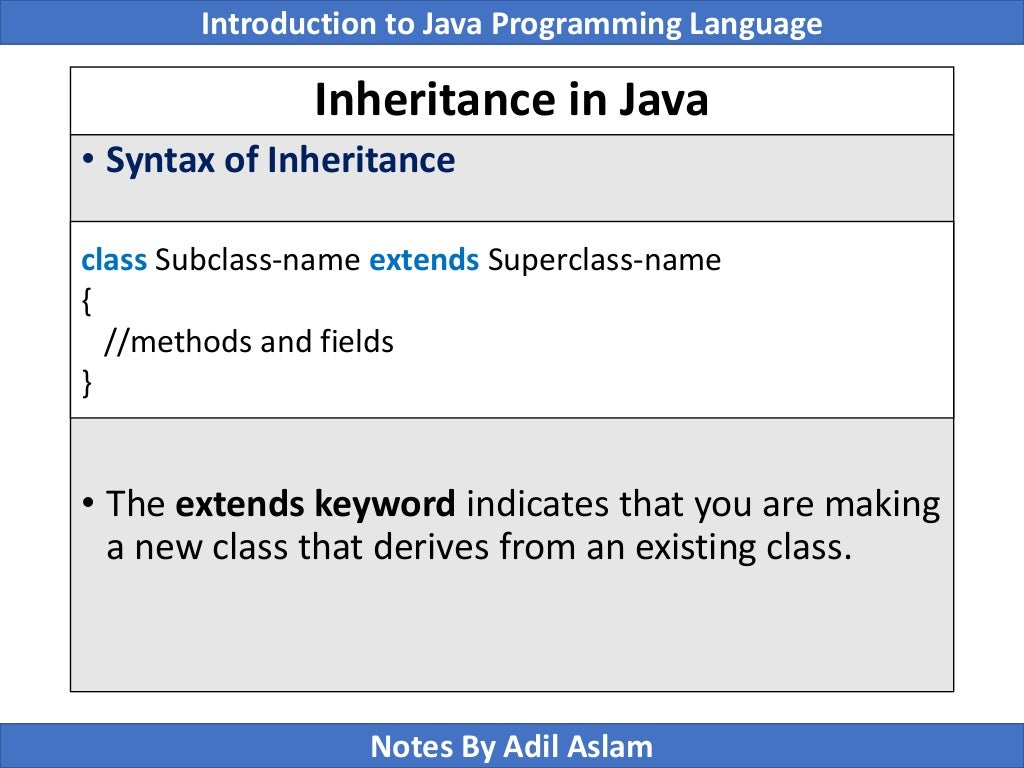 Introduction to Java Programming Language
Inheritance in Java
• Syntax of Inheritance
class Subclass-name extends Superclass-name
{
//methods and fields
}
• The extends keyword indicates that you are making
a new class that derives from an existing class.
Notes By Adil Aslam